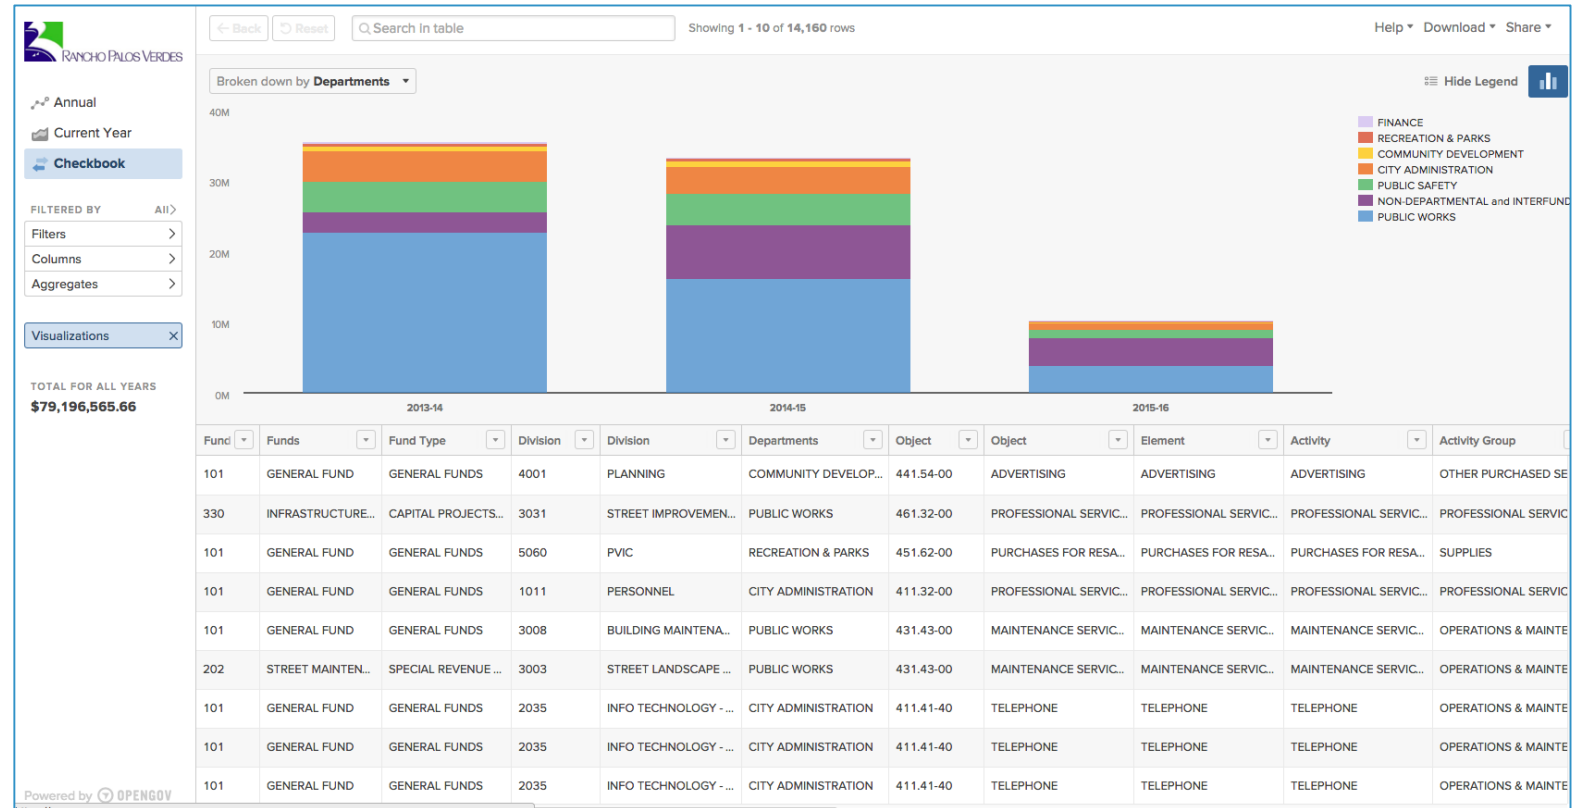 RANCHO PALOS VERDES
Annual
Current Year
Checkbook
FILTERED BY All
Filters
Columns
Aggregates
Visualizations
TOTAL FOR ALL YEARS
$79,196,565.66
Powered by OPENGOV
Back Reset Search in table Showing 1 - 10 of 14,160 rows Help Download Share
Broken down by Departments Hide Legend
40M
30M
20M
10M
0M
2013-14 2014-15 2015-16
FINANCE
RECREATION & PARKS
COMMUNITY DEVELOPMENT
CITY ADMINISTRATION
PUBLIC SAFETY
NON-DEPARTMENTAL and INTERFUND
PUBLIC WORKS
Fund Funds Fund Type Division Division Departments Object Object Element Activity Activity Group
101 GENERAL FUND GENERAL FUNDS 4001 PLANNING COMMUNITY DEVELOP... 441.54-00 ADVERTISING ADVERTISING ADVERTISING OTHER PURCHASED SE
330 INFRASTRUCTURE... CAPITAL PROJECTS... 3031 STREET IMPROVEMEN... PUBLIC WORKS 461.32-00 PROFESSIONAL SERVIC... PROFESSIONAL SERVIC... PROFESSIONAL SERVIC... PROFESSIONAL SERVIC
101 GENERAL FUND GENERAL FUNDS 5060 PVIC RECREATION & PARKS 451.62-00 PURCHASES FOR RESA... PURCHASES FOR RESA... PURCHASES FOR RESA... SUPPLIES
101 GENERAL FUND GENERAL FUNDS 1011 PERSONNEL CITY ADMINISTRATION 411.32-00 PROFESSIONAL SERVIC... PROFESSIONAL SERVIC... PROFESSIONAL SERVIC... PROFESSIONAL SERVIC
101 GENERAL FUND GENERAL FUNDS 3008 BUILDING MAINTENA... PUBLIC WORKS 431.43-00 MAINTENANCE SERVIC... MAINTENANCE SERVIC... MAINTENANCE SERVIC... OPERATIONS & MAINTE
202 STREET MAINTEN... SPECIAL REVENUE ... 3003 STREET LANDSCAPE ... PUBLIC WORKS 431.43-00 MAINTENANCE SERVIC... MAINTENANCE SERVIC... MAINTENANCE SERVIC... OPERATIONS & MAINTE
101 GENERAL FUND GENERAL FUNDS 2035 INFO TECHNOLOGY - ... CITY ADMINISTRATION 411.41-40 TELEPHONE TELEPHONE TELEPHONE OPERATIONS & MAINTE
101 GENERAL FUND GENERAL FUNDS 2035 INFO TECHNOLOGY - ... CITY ADMINISTRATION 411.41-40 TELEPHONE TELEPHONE TELEPHONE OPERATIONS & MAINTE
101 GENERAL FUND GENERAL FUNDS 2035 INFO TECHNOLOGY - ... CITY ADMINISTRATION 411.41-40 TELEPHONE TELEPHONE TELEPHONE OPERATIONS & MAINTE